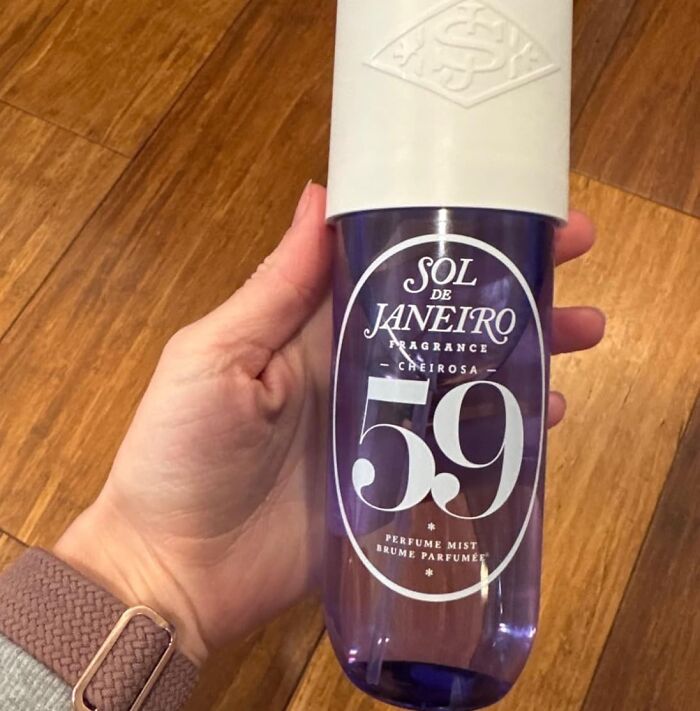 SOL
DE
JANEIRO
FRAGRANCE
— CHEIROSA —
59
*
PERFUME MIST
BRUME PARFUMÉE
*